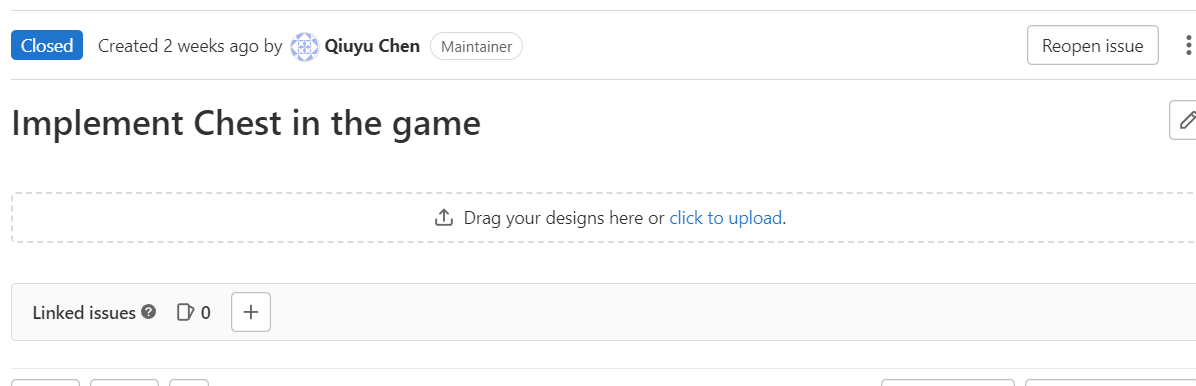 Closed Created 2 weeks ago by Qiuyu Chen Maintainer Reopen issue
Implement Chest in the game
Drag your designs here or click to upload.
Linked issues ? 0 +